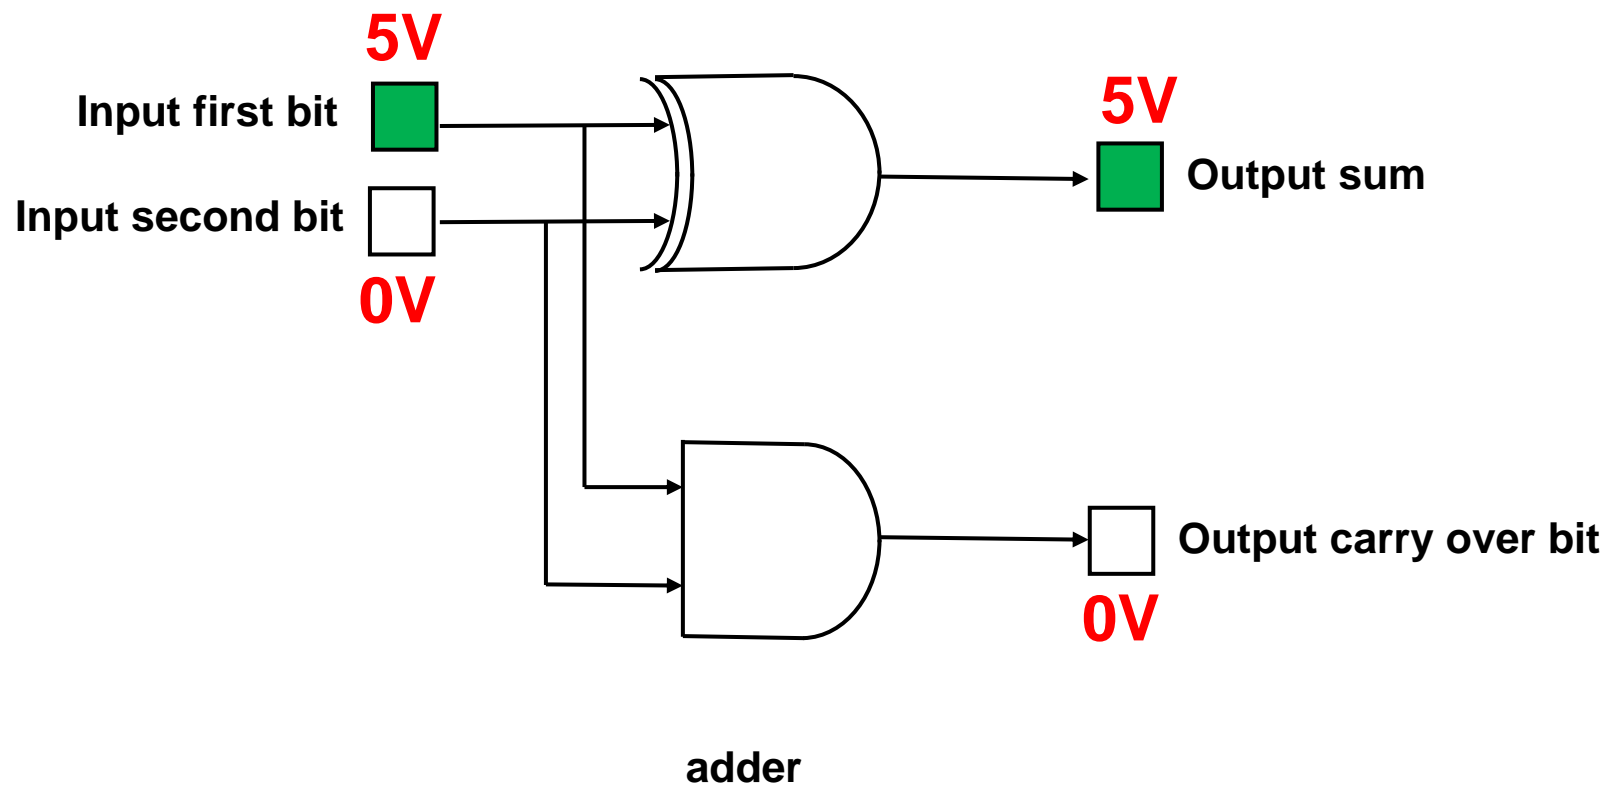 5V
Input first bit
5V
Output sum
Input second bit
0V
Output carry over bit
0V
adder